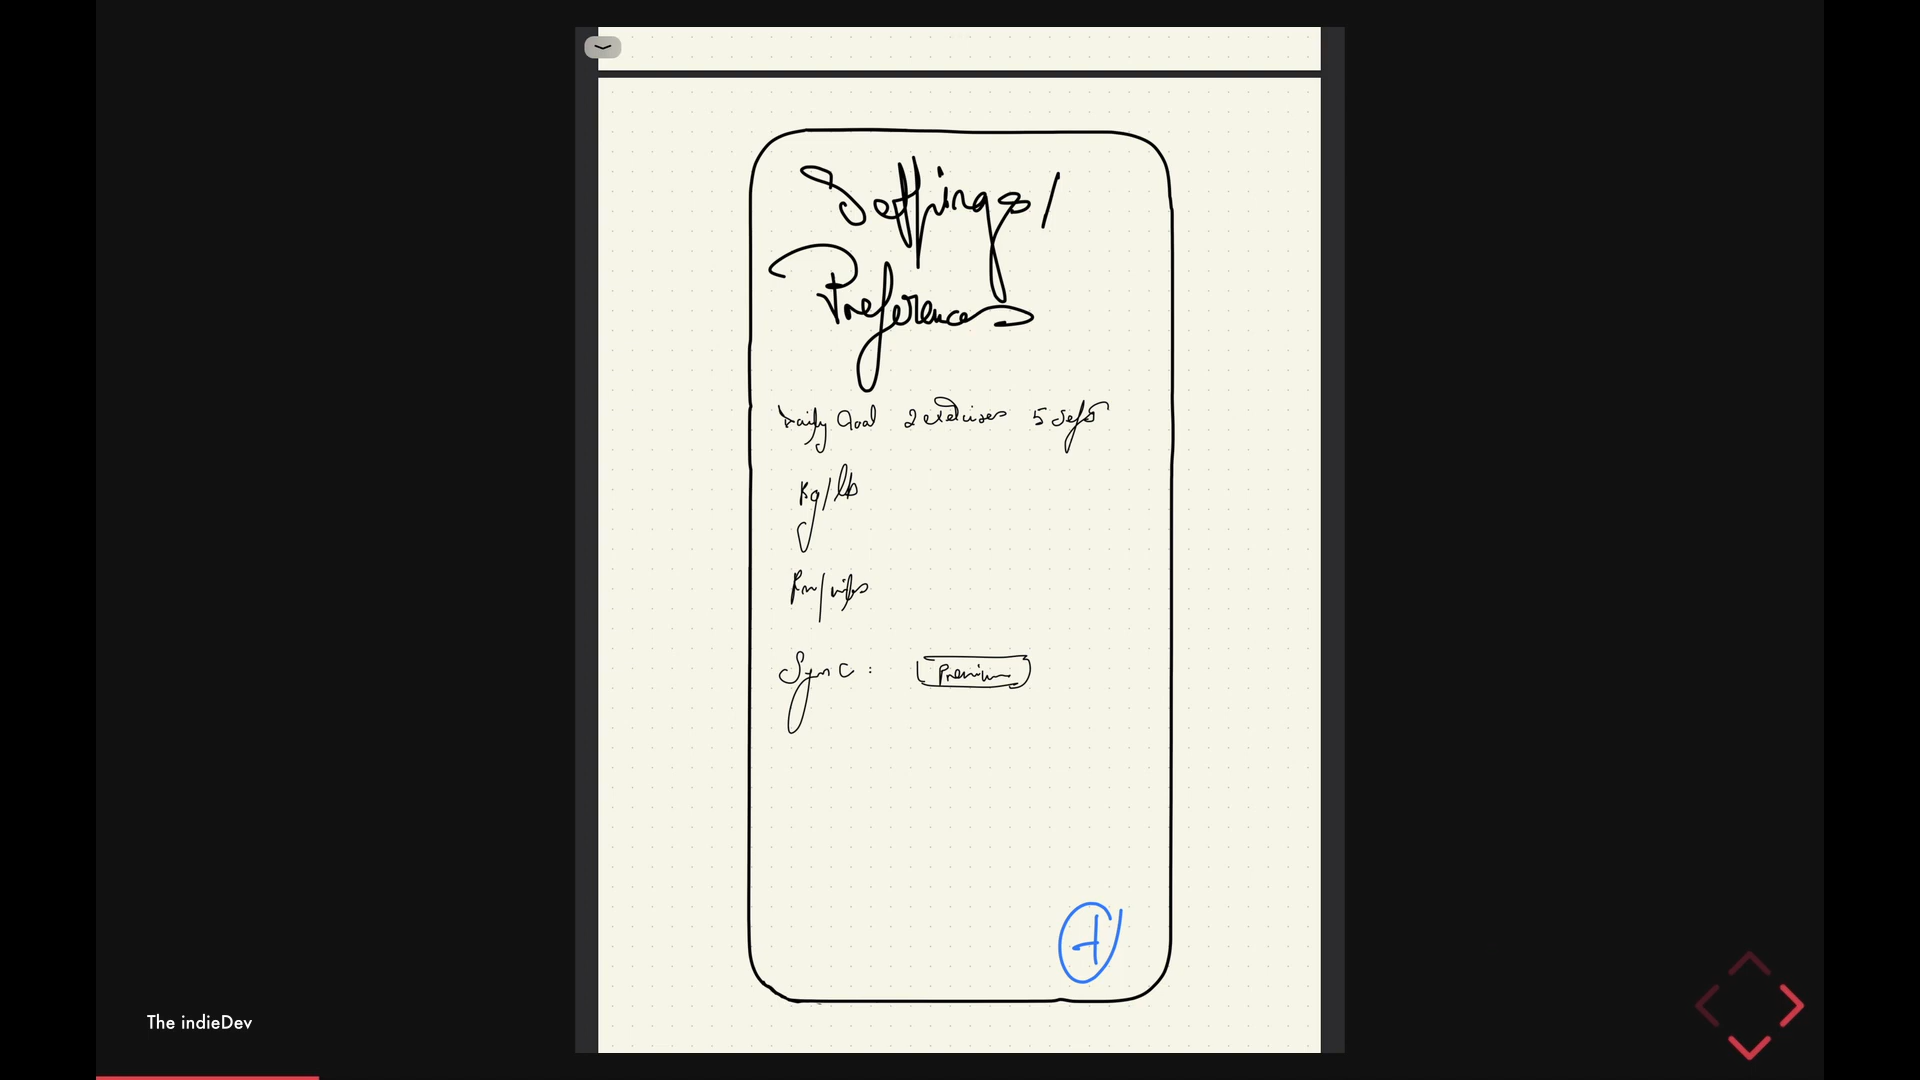 Settings/
Preferences
Daily Goal 2 exercises 5 sets
Kg/lb
Km/miles
Sync: Premium
+
The indieDev